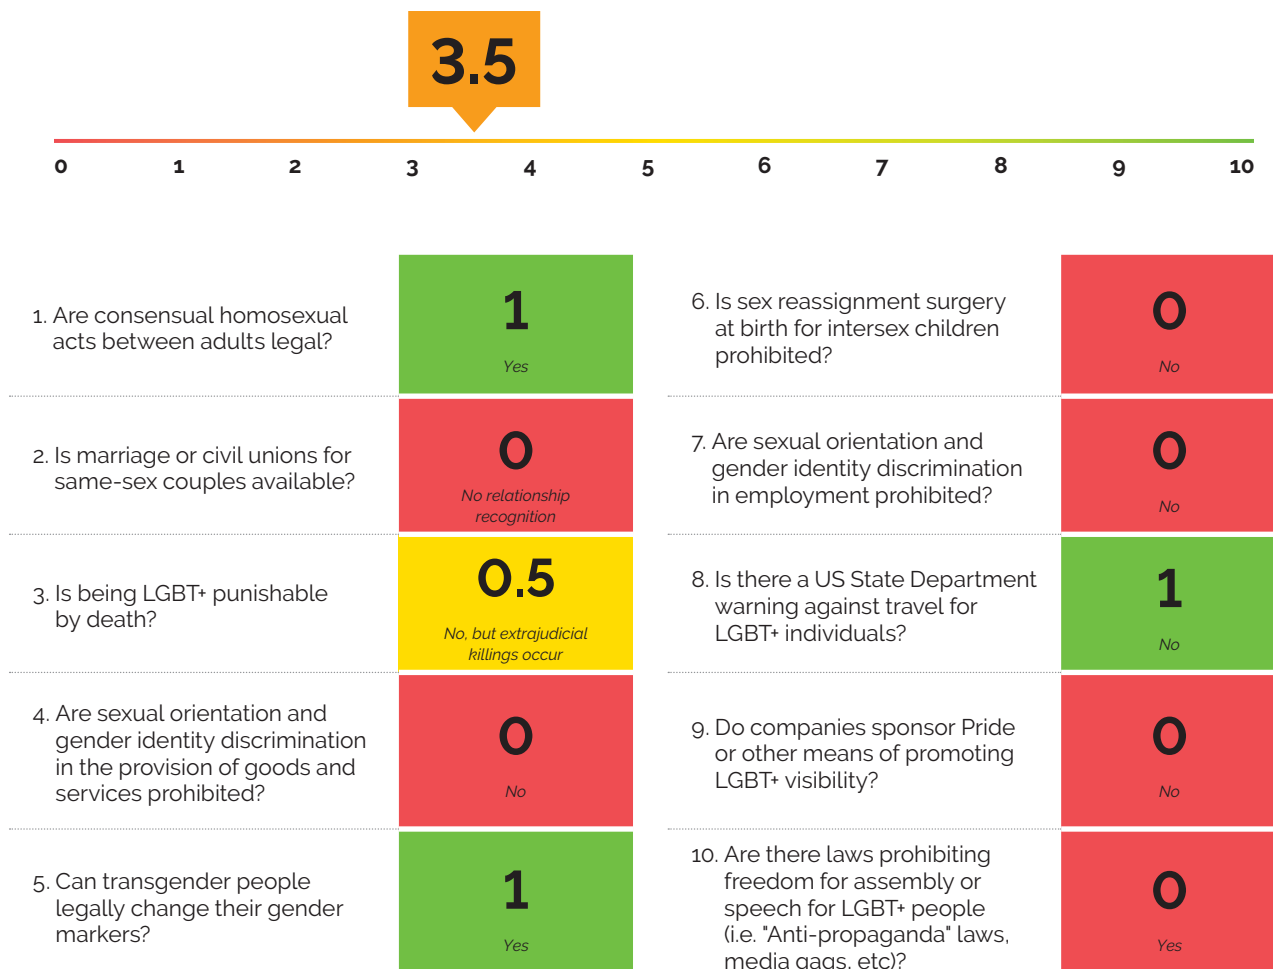 3.5
0 1 2 3 4 5 6 7 8 9 10
1. Are consensual homosexual
acts between adults legal?
1
Yes
2. Is marriage or civil unions for
same-sex couples available?
0
No relationship
recognition
3. Is being LGBT+ punishable
by death?
0.5
No, but extrajudicial
killings occur
4. Are sexual orientation and
gender identity discrimination
in the provision of goods and
services prohibited?
0
No
5. Can transgender people
legally change their gender
markers?
1
Yes
6. Is sex reassignment surgery
at birth for intersex children
prohibited?
0
No
7. Are sexual orientation and
gender identity discrimination
in employment prohibited?
0
No
8. Is there a US State Department
warning against travel for
LGBT+ individuals?
1
No
9. Do companies sponsor Pride
or other means of promoting
LGBT+ visibility?
0
No
10. Are there laws prohibiting
freedom for assembly or
speech for LGBT+ people
(i.e. "Anti-propaganda" laws,
media gags, etc)?
0
Yes